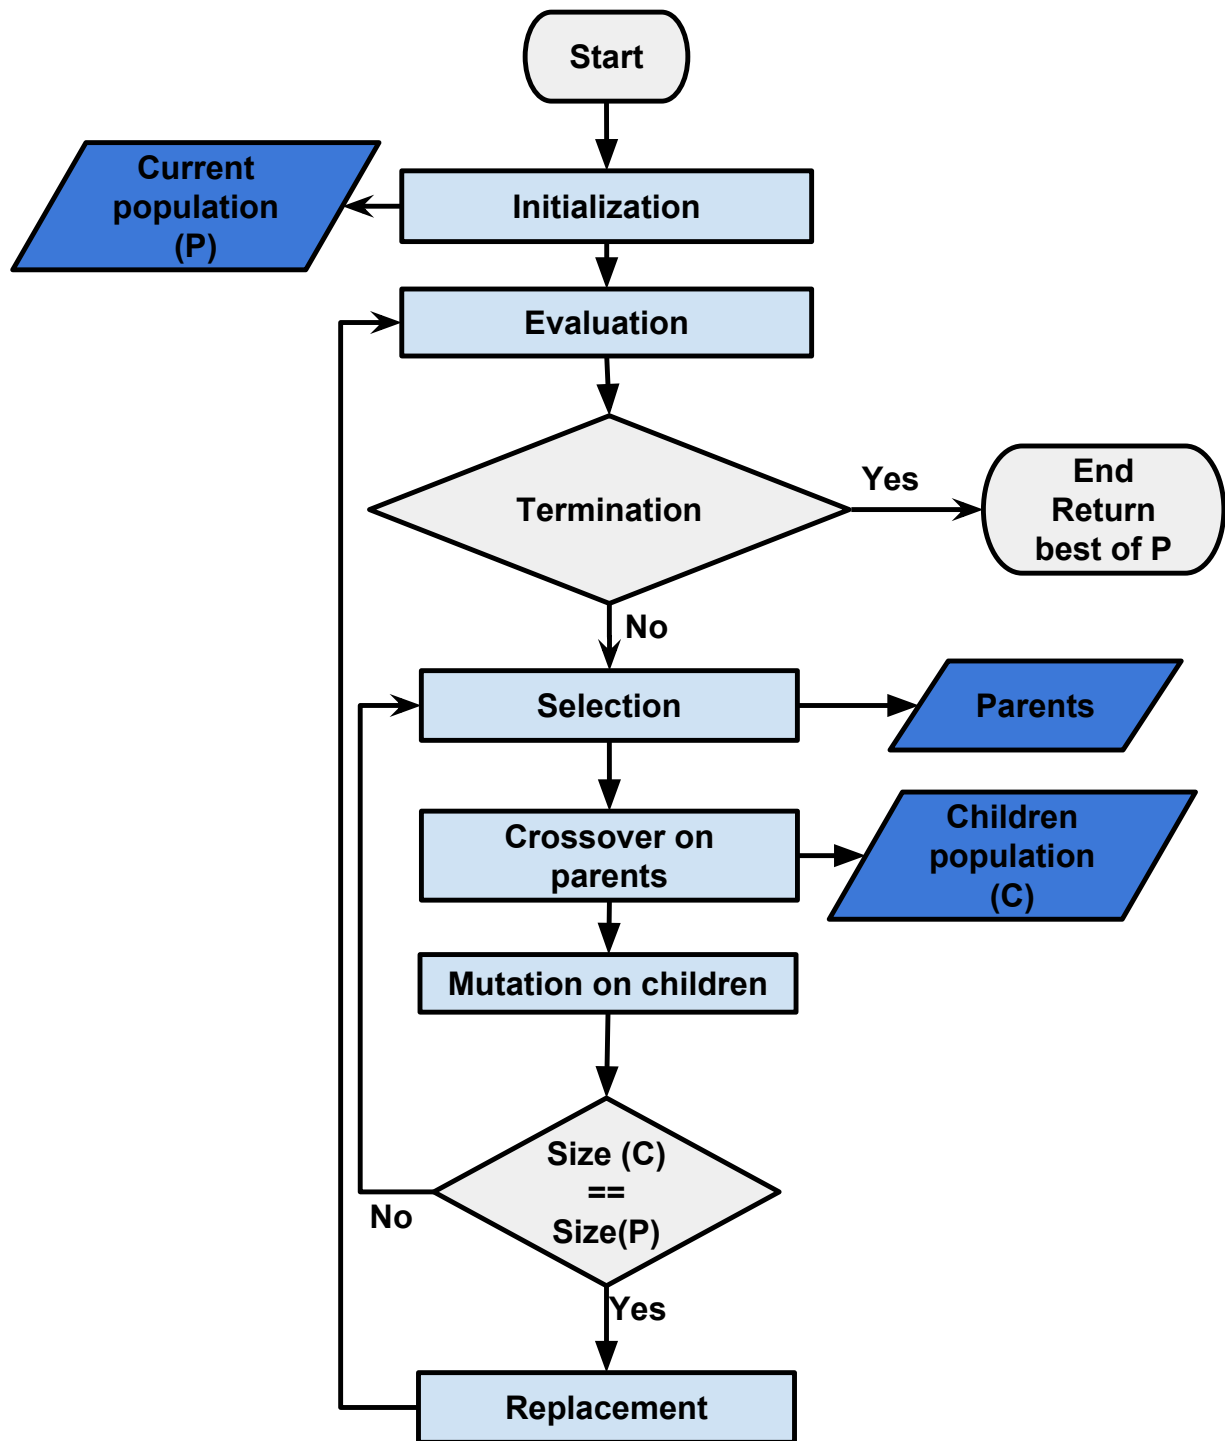 Start
Current
population
(P)
Initialization
Evaluation
Termination
Yes
End
Return
best of P
No
Selection
Parents
Crossover on
parents
Children
population
(C)
Mutation on children
Size (C)
==
Size(P)
No
Yes
Replacement